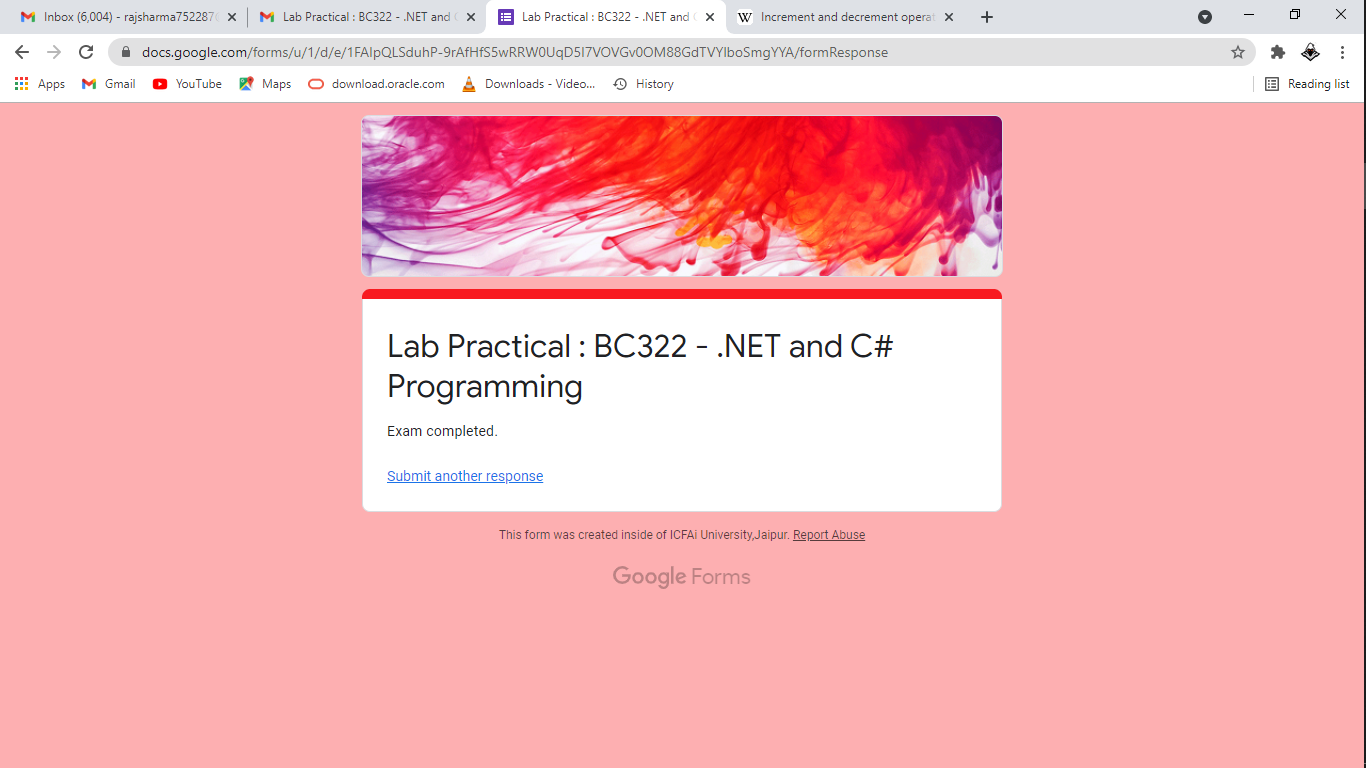 Inbox (6,004) - rajsharma752287
Lab Practical : BC322 - .NET and
Lab Practical : BC322 - .NET and
W Increment and decrement
docs.google.com/forms/u/1/d/e/1FAIpQLSduhP-9rAfHfS5wRRW0UqD5I7VOVGv0OM88GdTVYIboSmgYYA/formResponse
Apps Gmail YouTube Maps download.oracle.com Downloads - Video... History Reading list
Lab Practical : BC322 - .NET and C#
Programming
Exam completed.
Submit another response
This form was created inside of ICFAi University,Jaipur. Report Abuse
Google Forms